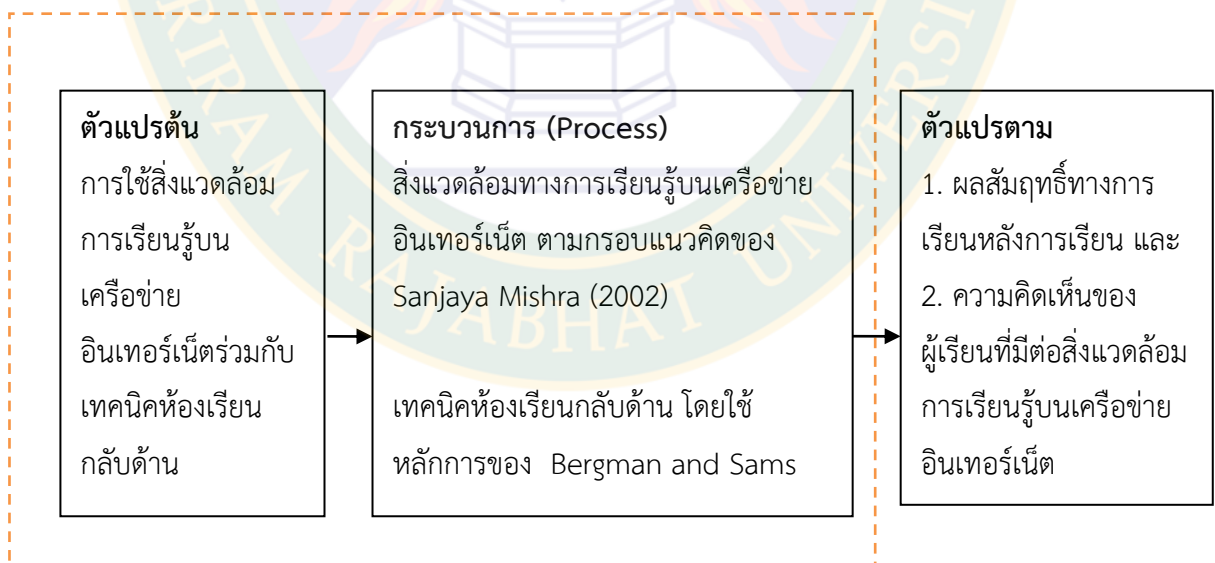 ตัวแปรต้น
การใช้สิ่งแวดล้อม
การเรียนรู้บน
เครือข่าย
อินเทอร์เน็ตร่วมกับ
เทคนิคห้องเรียน
กลับด้าน
กระบวนการ (Process)
สิ่งแวดล้อมทางการเรียนรู้บนเครือข่าย
อินเทอร์เน็ต ตามกรอบแนวคิดของ
Sanjaya Mishra (2002)
เทคนิคห้องเรียนกลับด้าน โดยใช้
หลักการของ Bergman and Sams
ตัวแปรตาม
1. ผลสัมฤทธิ์ทางการ
เรียนหลังการเรียน และ
2. ความคิดเห็นของ
ผู้เรียนที่มีต่อสิ่งแวดล้อม
การเรียนรู้บนเครือข่าย
อินเทอร์เน็ต
RAJABHAT